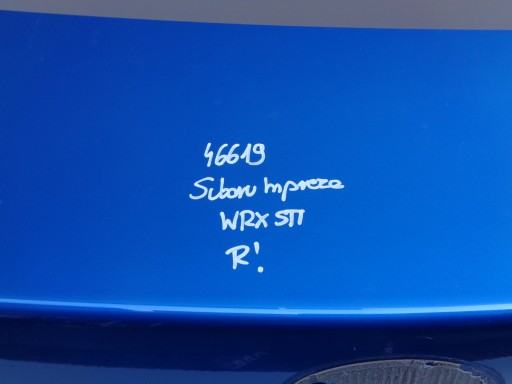 46619
Subaru Impreza
WRX STI
R!